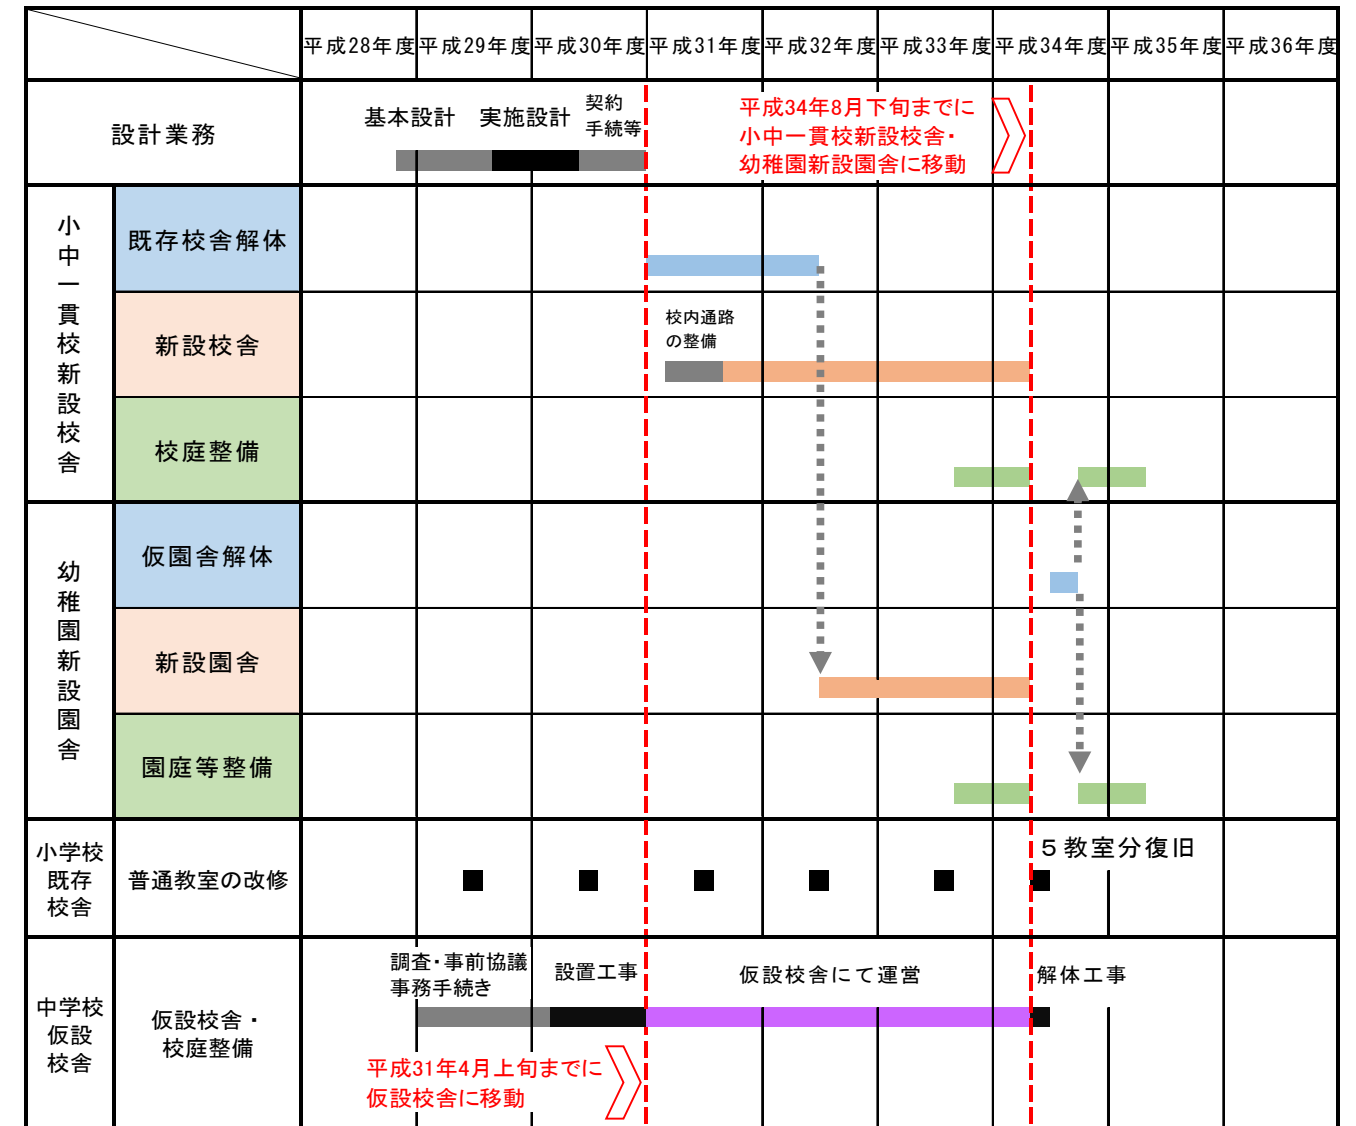 平成28年度 平成29年度 平成30年度 平成31年度 平成32年度 平成33年度 平成34年度 平成35年度 平成36年度
設計業務
基本設計
実施設計
契約
手続等
平成34年8月下旬までに
小中一貫校新設校舎・
幼稚園新設園舎に移動
小中一貫校新設校舎
既存校舎解体
新設校舎
校内通路
の整備
校庭整備
幼稚園新設園舎
仮園舎解体
新設園舎
園庭等整備
小学校
既存
校舎
普通教室の改修
5教室分復旧
中学校
仮設
校舎
仮設校舎・
校庭整備
調査・事前協議
事務手続き
設置工事
仮設校舎にて運営
解体工事
平成31年4月上旬までに
仮設校舎に移動